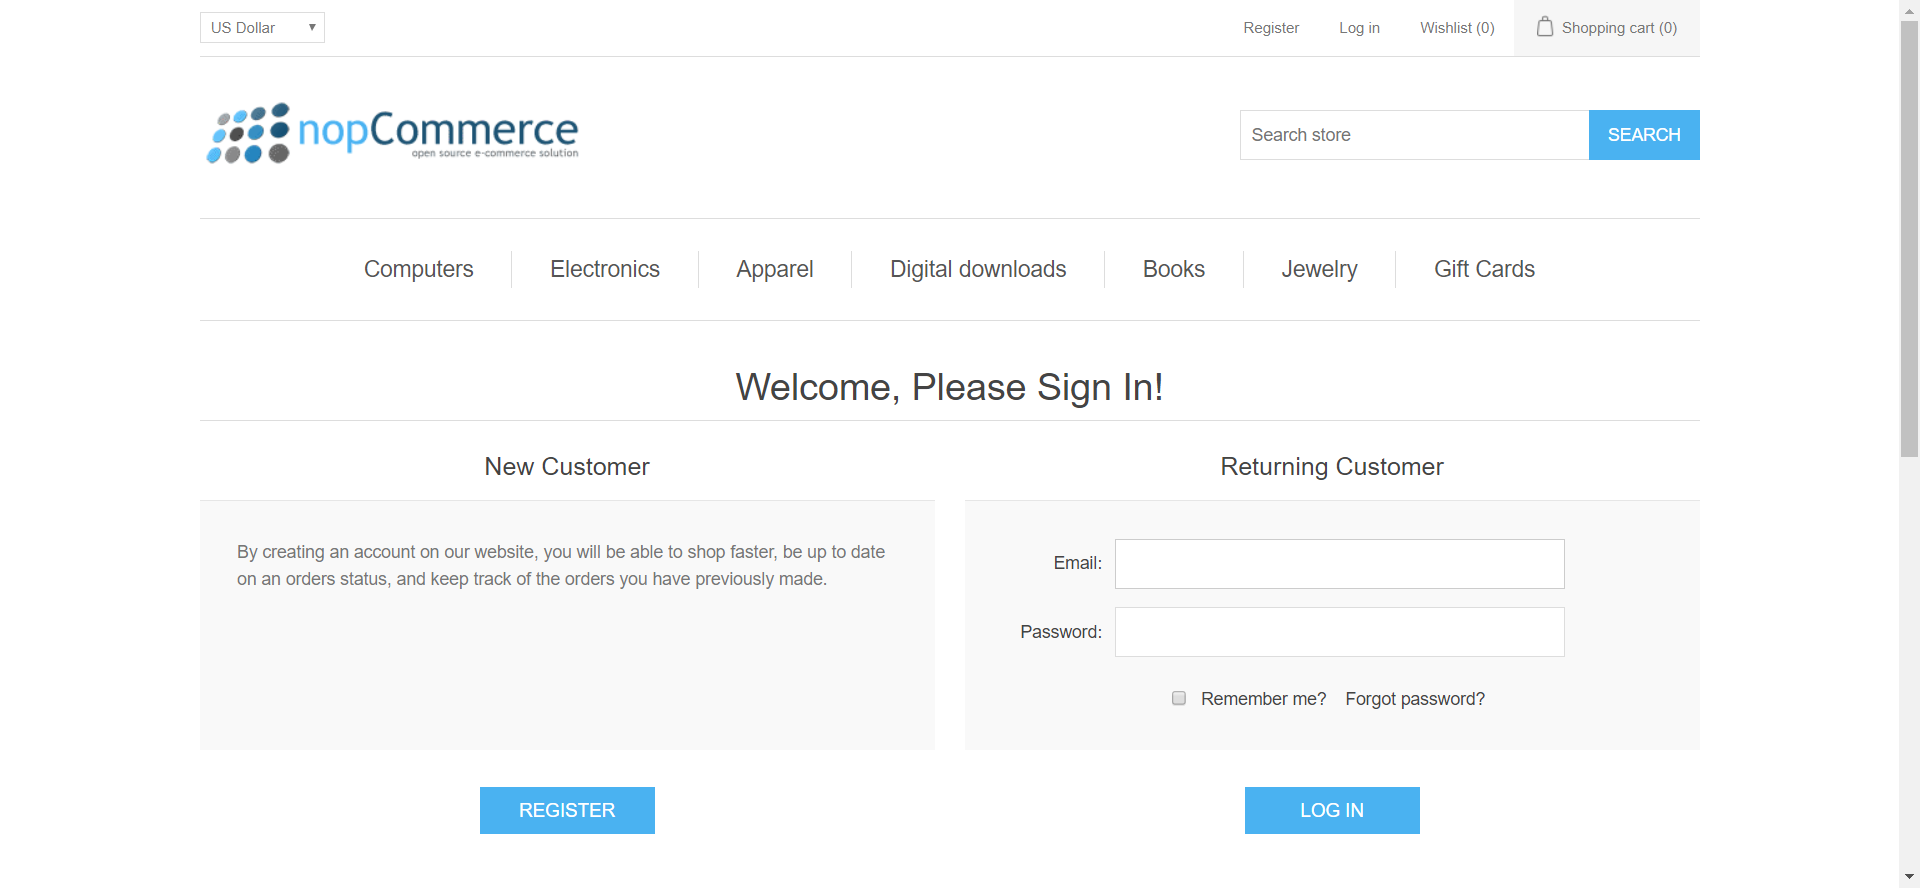 US Dollar
Register
Log in
Wishlist (0)
Shopping cart (0)
nopCommerce
open source e-commerce solution
Search store
SEARCH
Computers
Electronics
Apparel
Digital downloads
Books
Jewelry
Gift Cards
Welcome, Please Sign In!
New Customer
By creating an account on our website, you will be able to shop faster, be up to date
on an orders status, and keep track of the orders you have previously made.
REGISTER
Returning Customer
Email:
Password:
Remember me?
Forgot password?
LOG IN